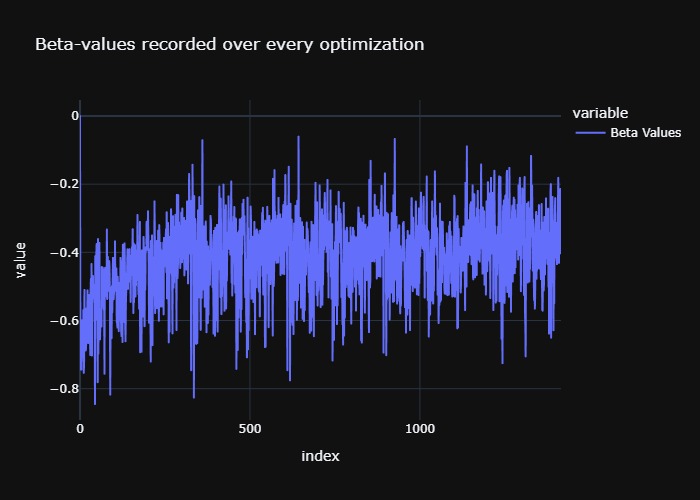 Beta-values recorded over every optimization
variable
Beta Values
0
−0.2
−0.4
−0.6
−0.8
value
0
500
1000
index